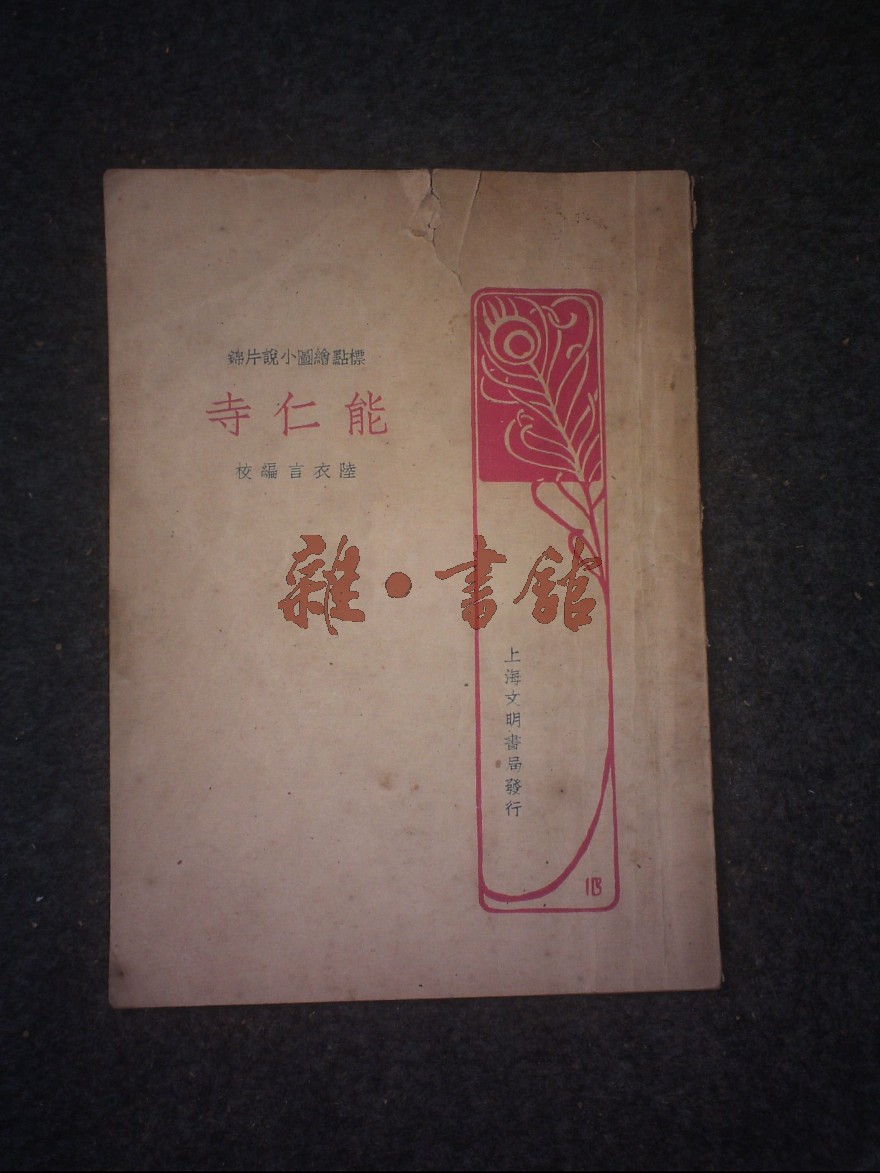 標點繪圖小說片錦
能仁寺
陸衣言編校
雜·書館
上海文明書局發行